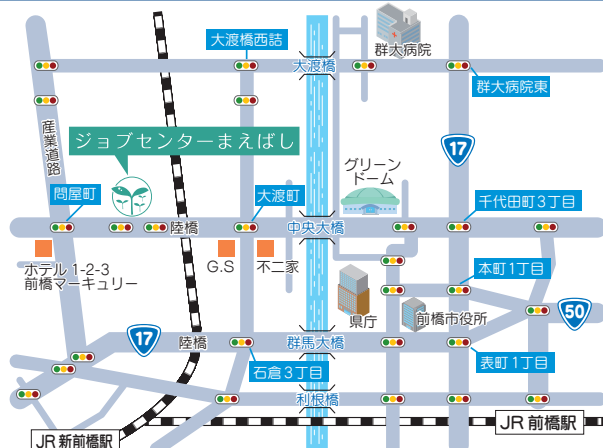 大渡橋西詰
群大病院
大渡橋
群大病院東
産業道路
ジョブセンターまえばし
17
グリーン
ドーム
問屋町
大渡町
千代田町3丁目
陸橋
中央大橋
ホテル 1-2-3
前橋マーキュリー
G.S
不二家
本町1丁目
県庁
前橋市役所
50
17
陸橋
群馬大橋
石倉3丁目
表町1丁目
利根橋
JR 前橋駅
JR 新前橋駅